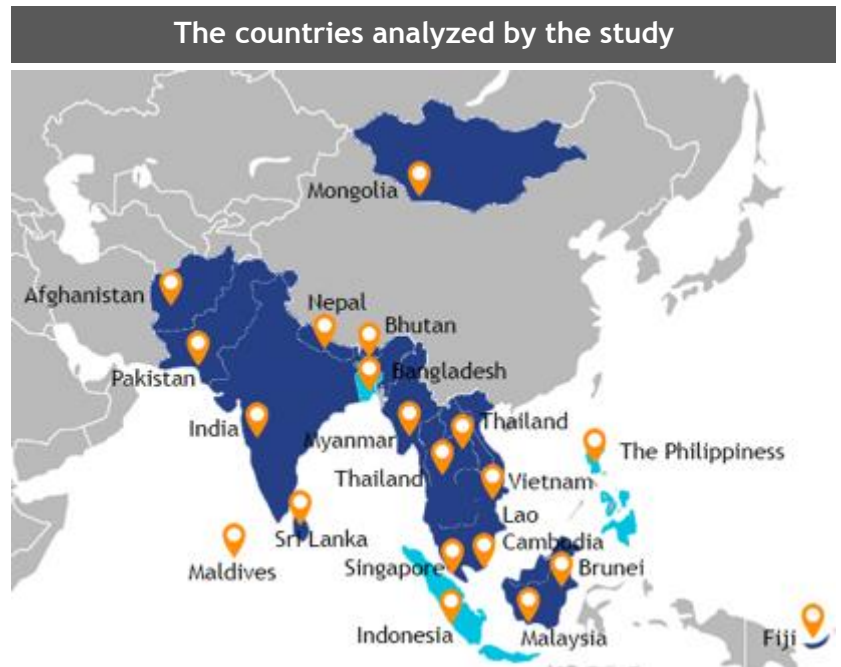 The countries analyzed by the study
Mongolia
Afghanistan
Nepal
Bhutan
Pakistan
Bangladesh
India
Myanmar
Thailand
The Philippiness
Thailand
Vietnam
Lao
Sri Lanka
Cambodia
Maldives
Singapore
Brunei
Indonesia
Malaysia
Fiji